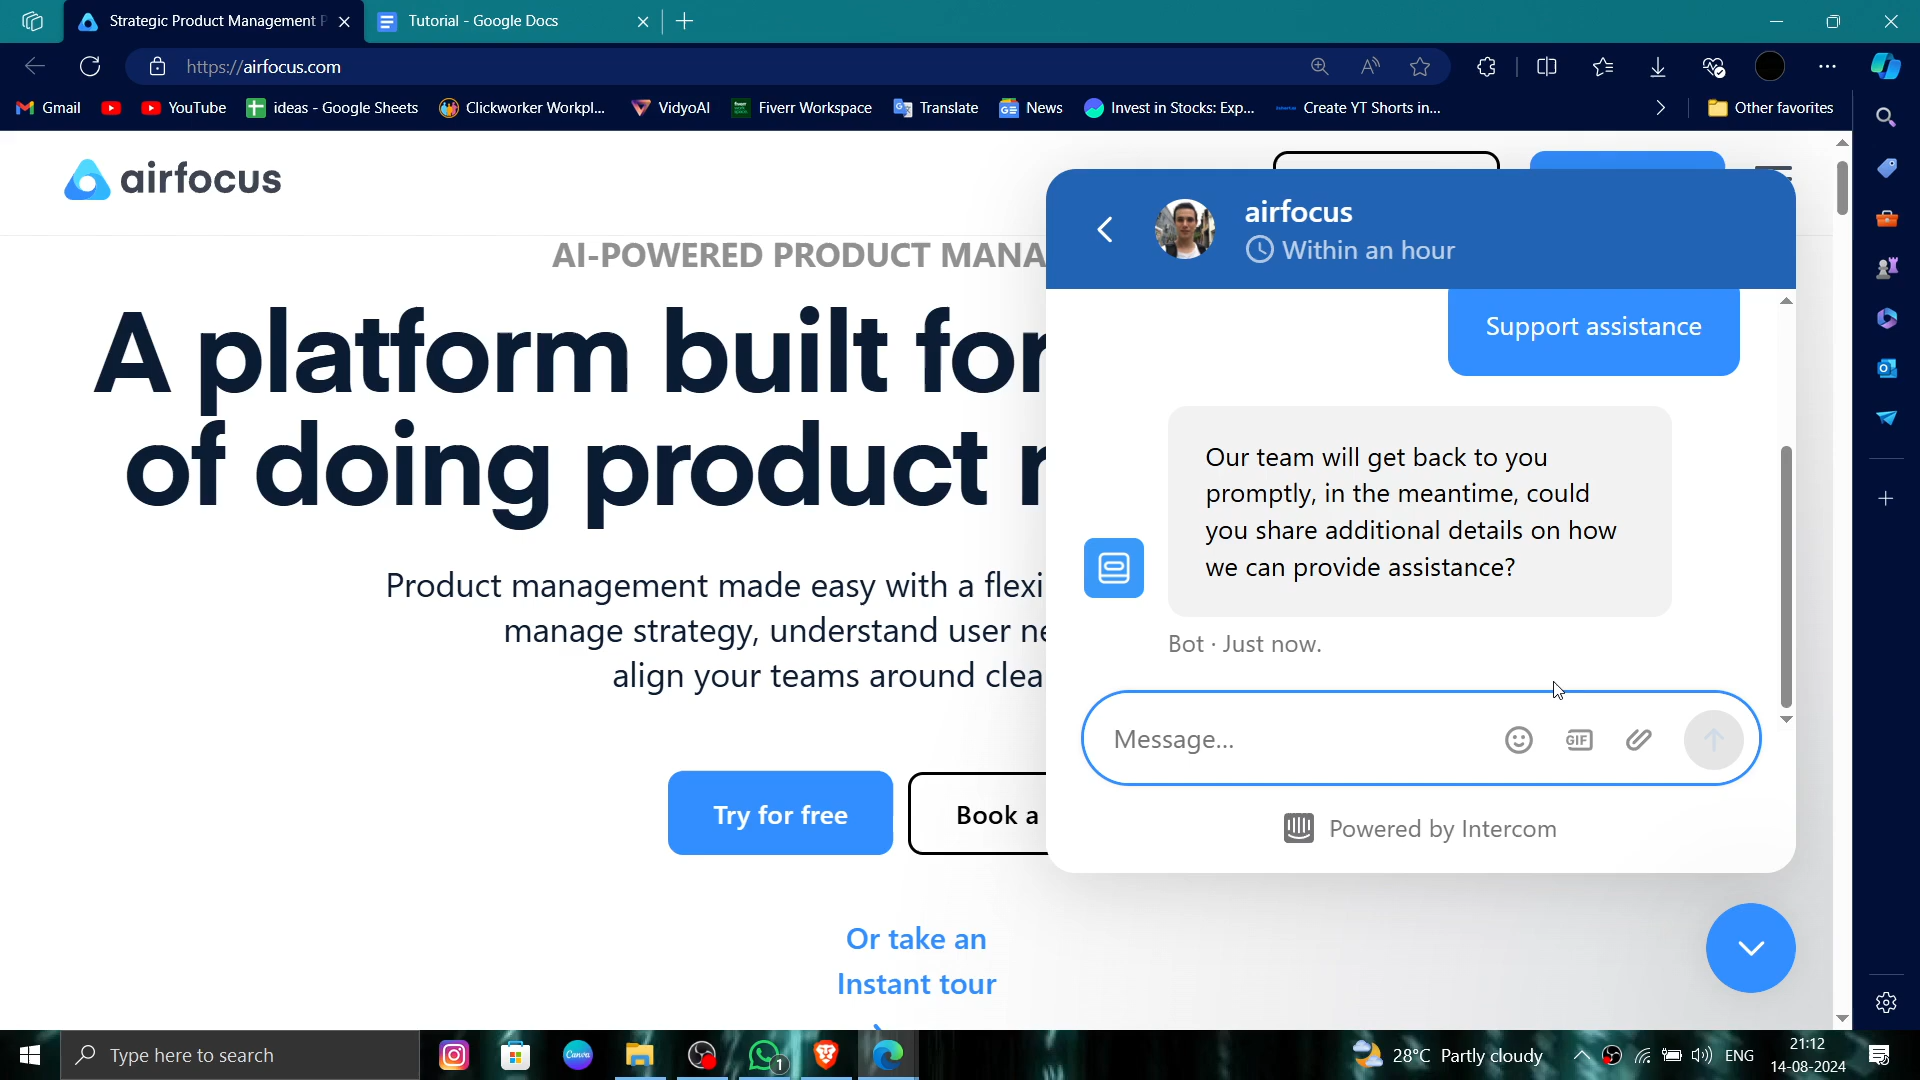 Strategic Product Management P
Tutorial - Google Docs
https://airfocus.com
Gmail
YouTube
ideas - Google Sheets
Clickworker Workpl...
VidyoAI
Fiverr Workspace
Translate
News
Invest in Stocks: Exp...
Create YT Shorts in...
Other favorites
airfocus
AI-POWERED PRODUCT MANA
A platform built for
of doing product
Product management made easy with a flexi
manage strategy, understand user ne
align your teams around clea
Try for free
Book a
Or take an
Instant tour
airfocus
Within an hour
Support assistance
Our team will get back to you
promptly, in the meantime, could
you share additional details on how
we can provide assistance?
Bot · Just now.
Message...
GIF
Powered by Intercom
Type here to search
Canva
1
28°C Partly cloudy
ENG
21:12
14-08-2024